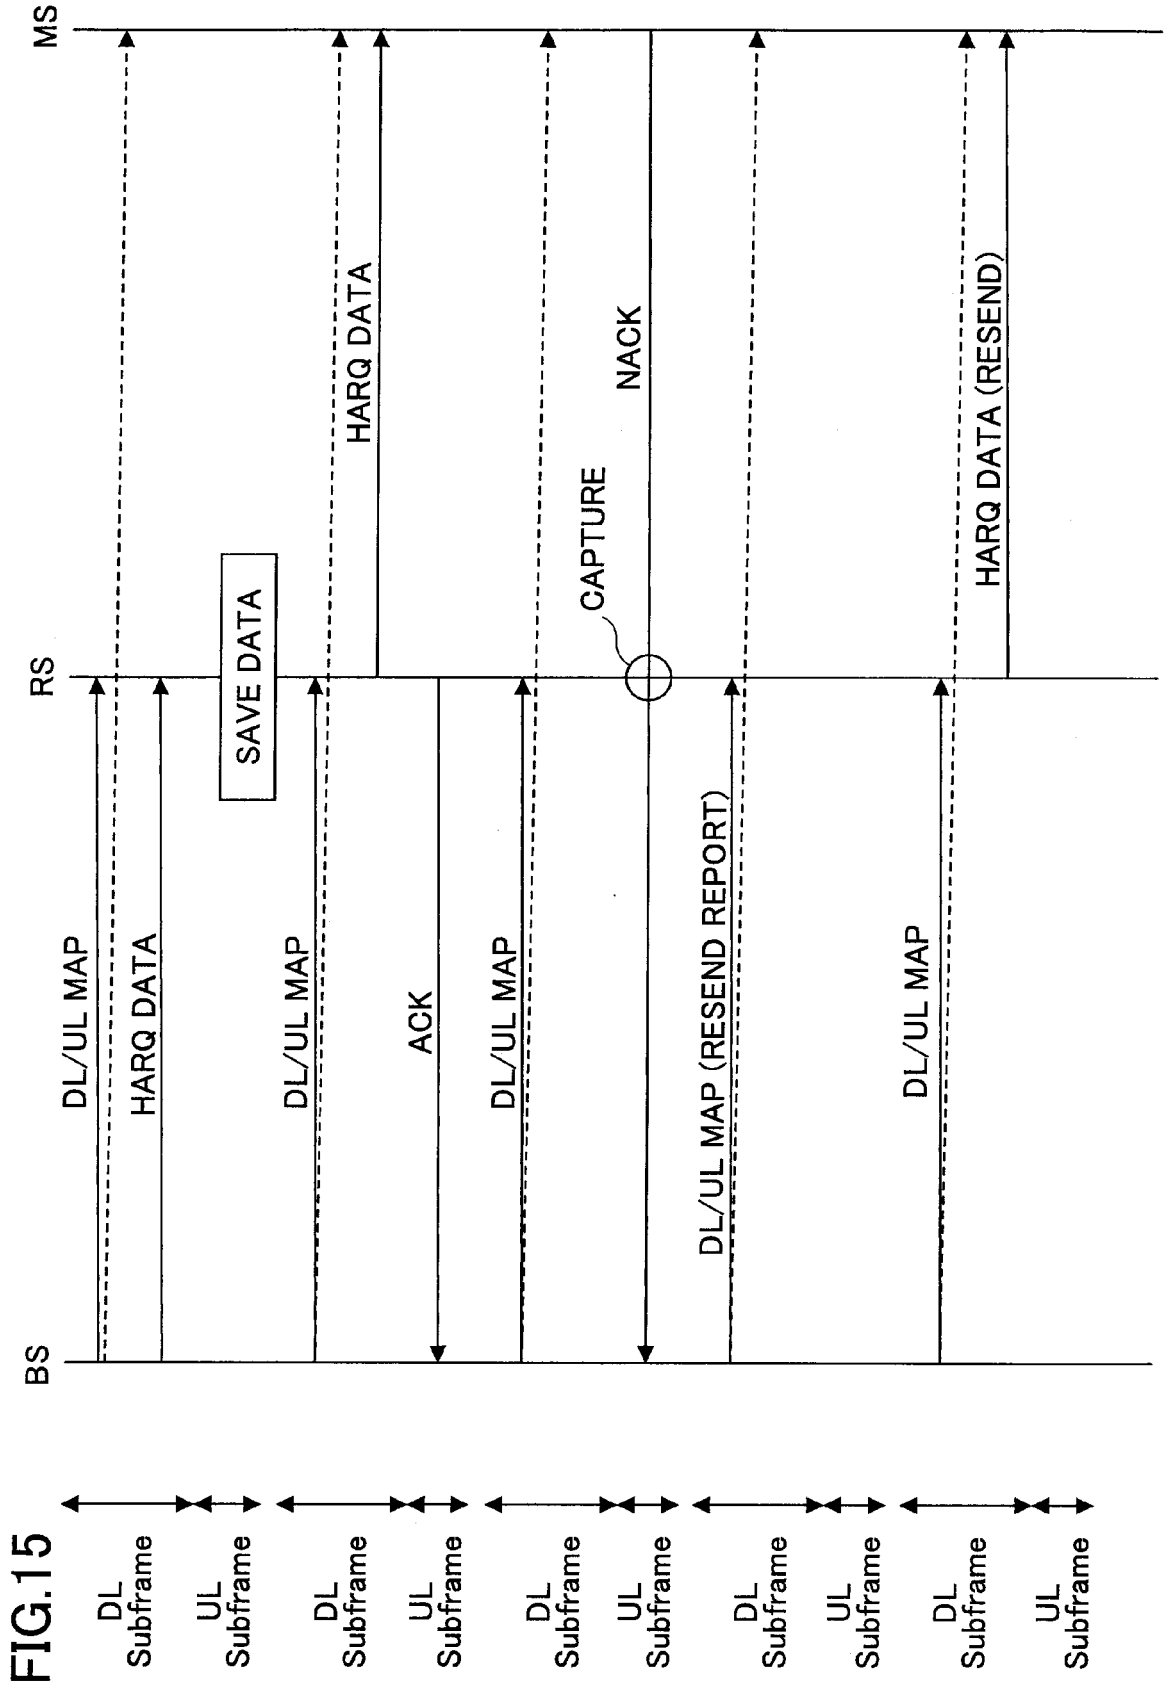 FIG.15
BS
RS
MS
DL
Subframe
DL/UL MAP
HARQ DATA
UL
Subframe
SAVE DATA
DL
Subframe
DL/UL MAP
HARQ DATA
UL
Subframe
ACK
DL
Subframe
DL/UL MAP
UL
Subframe
CAPTURE
NACK
DL
Subframe
DL/UL MAP (RESEND REPORT)
UL
Subframe
DL
Subframe
DL/UL MAP
HARQ DATA (RESEND)
UL
Subframe